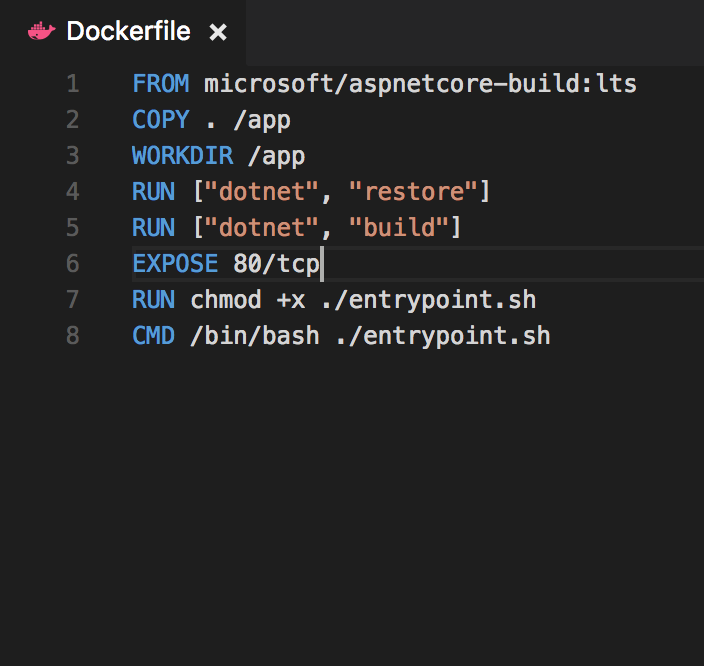 Dockerfile ×
1 FROM microsoft/aspnetcore-build:lts
2 COPY . /app
3 WORKDIR /app
4 RUN ["dotnet", "restore"]
5 RUN ["dotnet", "build"]
6 EXPOSE 80/tcp
7 RUN chmod +x ./entrypoint.sh
8 CMD /bin/bash ./entrypoint.sh